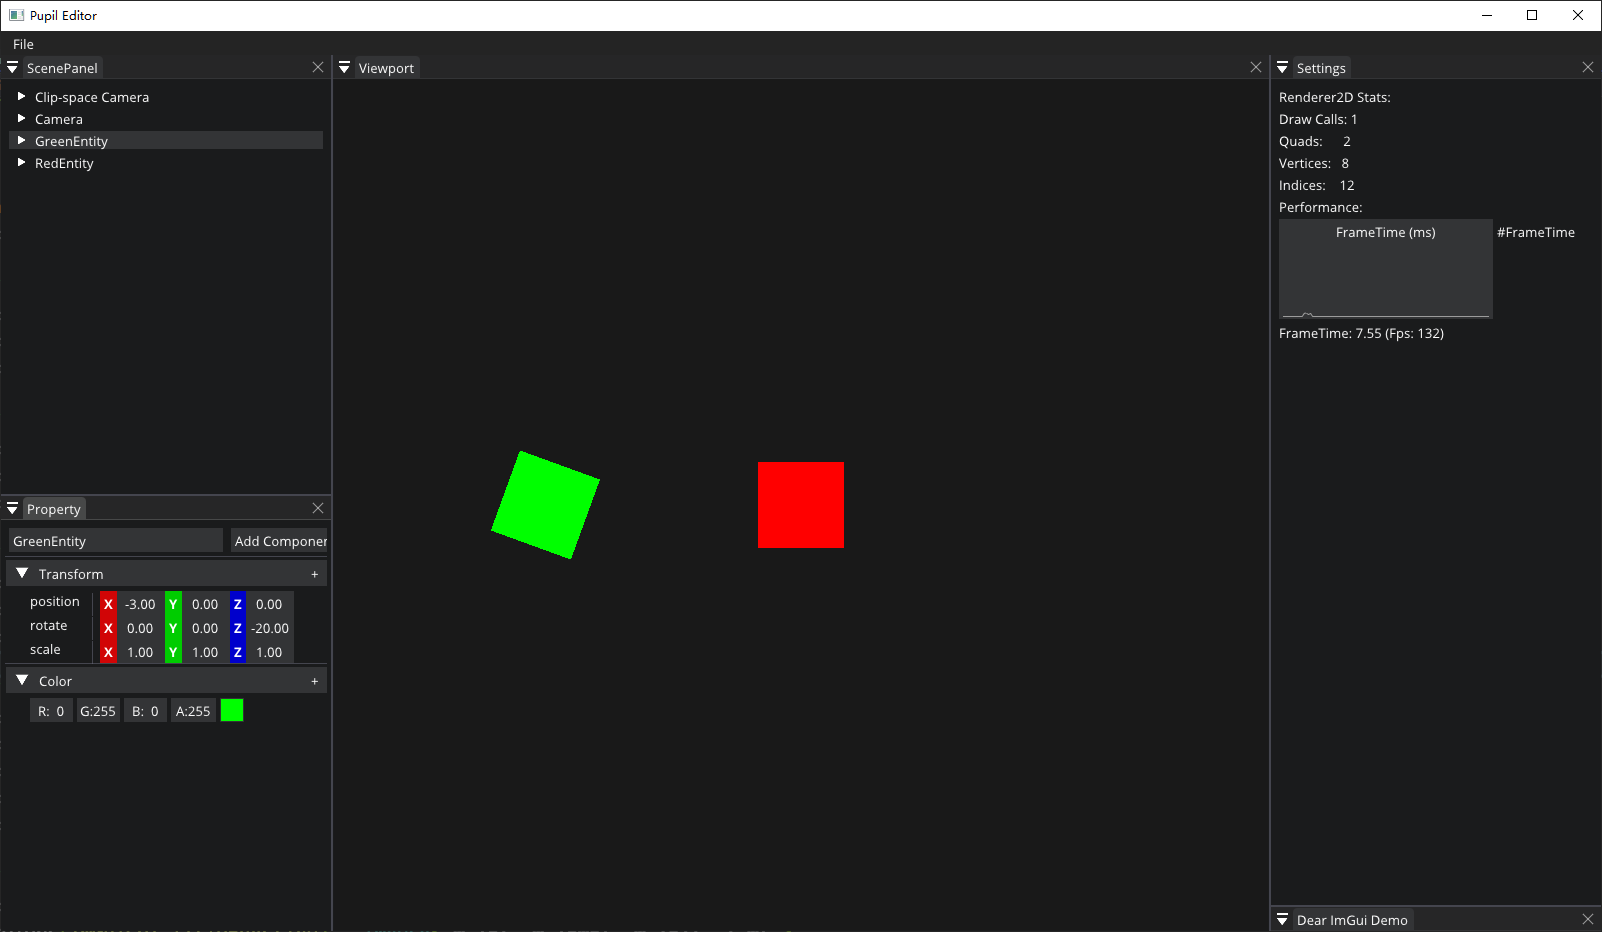 Pupil Editor
File
ScenePanel
Clip-space Camera
Camera
GreenEntity
RedEntity
Property
GreenEntity Add Componen
Transform +
position X -3.00 Y 0.00 Z 0.00
rotate X 0.00 Y 0.00 Z -20.00
scale X 1.00 Y 1.00 Z 1.00
Color +
R: 0 G:255 B: 0 A:255
Viewport
Settings
Renderer2D Stats:
Draw Calls: 1
Quads: 2
Vertices: 8
Indices: 12
Performance:
FrameTime (ms) #FrameTime
FrameTime: 7.55 (Fps: 132)
Dear ImGui Demo